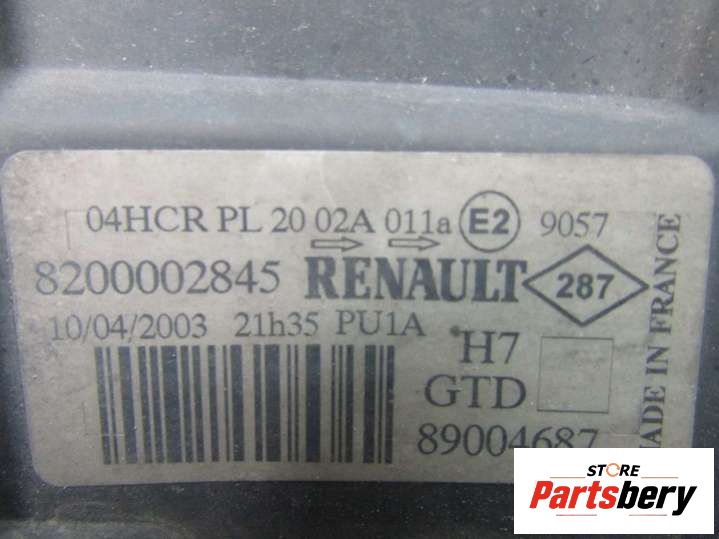 04HCR PL 20 02A 011a E2 9057
8200002845 RENAULT 287
10/04/2003 21h35 PU1A
H7
GTD
89004687
MADE IN FRANCE
STORE
Partsbery